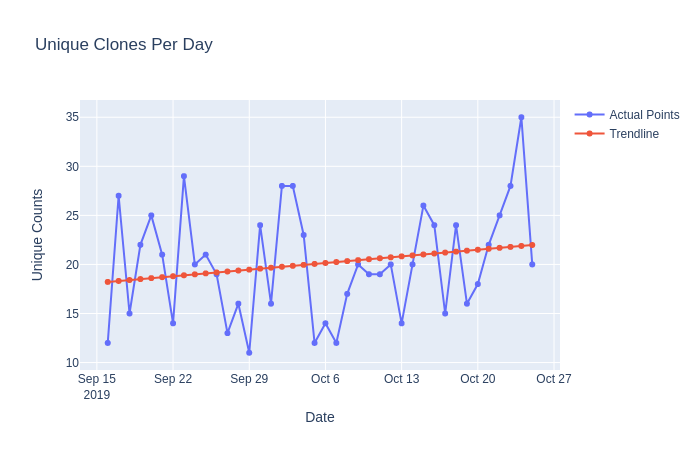 Unique Clones Per Day
Actual Points
Trendline
Unique Counts
35
30
25
20
15
10
Sep 15
2019
Sep 22
Sep 29
Oct 6
Oct 13
Oct 20
Oct 27
Date